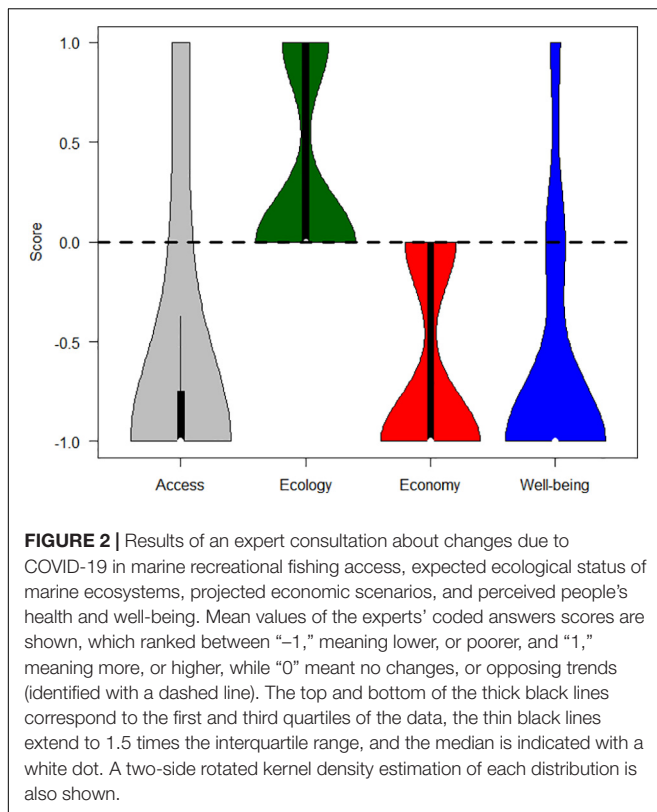 1.0
0.5
0.0
-0.5
-1.0
Score
Access Ecology Economy Well-being
FIGURE 2 | Results of an expert consultation about changes due to
COVID-19 in marine recreational fishing access, expected ecological status of
marine ecosystems, projected economic scenarios, and perceived people's
health and well-being. Mean values of the experts' coded answers scores are
shown, which ranked between “–1,” meaning lower, or poorer, and “1,”
meaning more, or higher, while “0” meant no changes, or opposing trends
(identified with a dashed line). The top and bottom of the thick black lines
correspond to the first and third quartiles of the data, the thin black lines
extend to 1.5 times the interquartile range, and the median is indicated with a
white dot. A two-side rotated kernel density estimation of each distribution is
also shown.